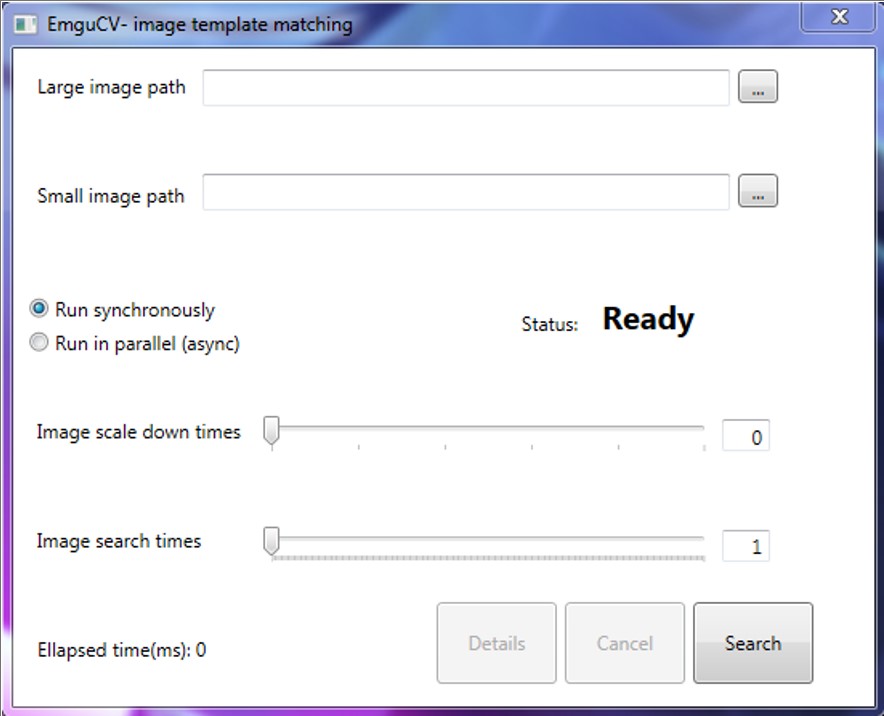 EmguCV- image template matching
Large image path
...
Small image path
...
Run synchronously
Run in parallel (async)
Status: Ready
Image scale down times
0
Image search times
1
Ellapsed time(ms): 0
Details
Cancel
Search